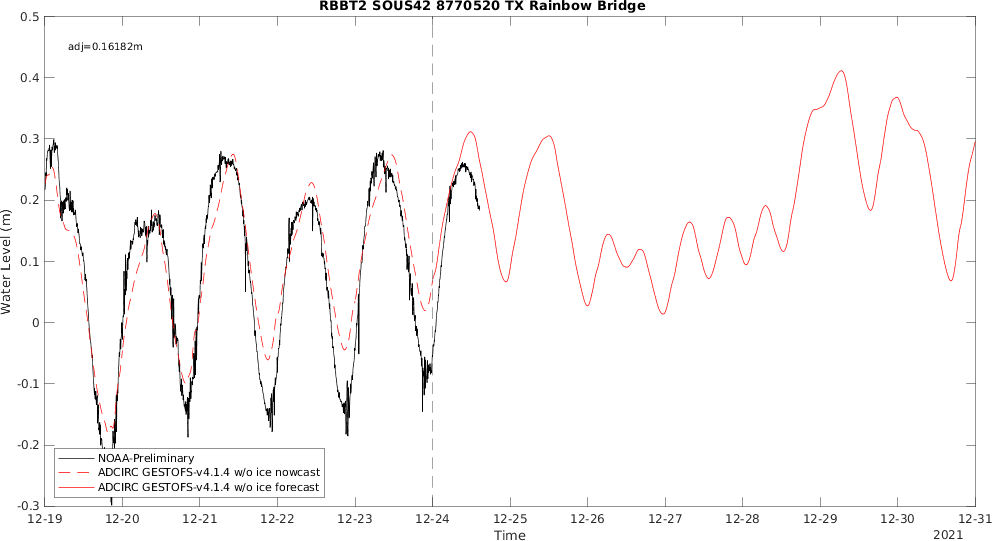 RBBT2 SOUS42 8770520 TX Rainbow Bridge
adj=0.16182m
0.5
0.4
0.3
0.2
0.1
0
-0.1
-0.2
-0.3
Water Level (m)
NOAA-Preliminary
ADCIRC GESTOFS-v4.1.4 w/o ice nowcast
ADCIRC GESTOFS-v4.1.4 w/o ice forecast
12-19 12-20 12-21 12-22 12-23 12-24 12-25 12-26 12-27 12-28 12-29 12-30 12-31
Time
2021